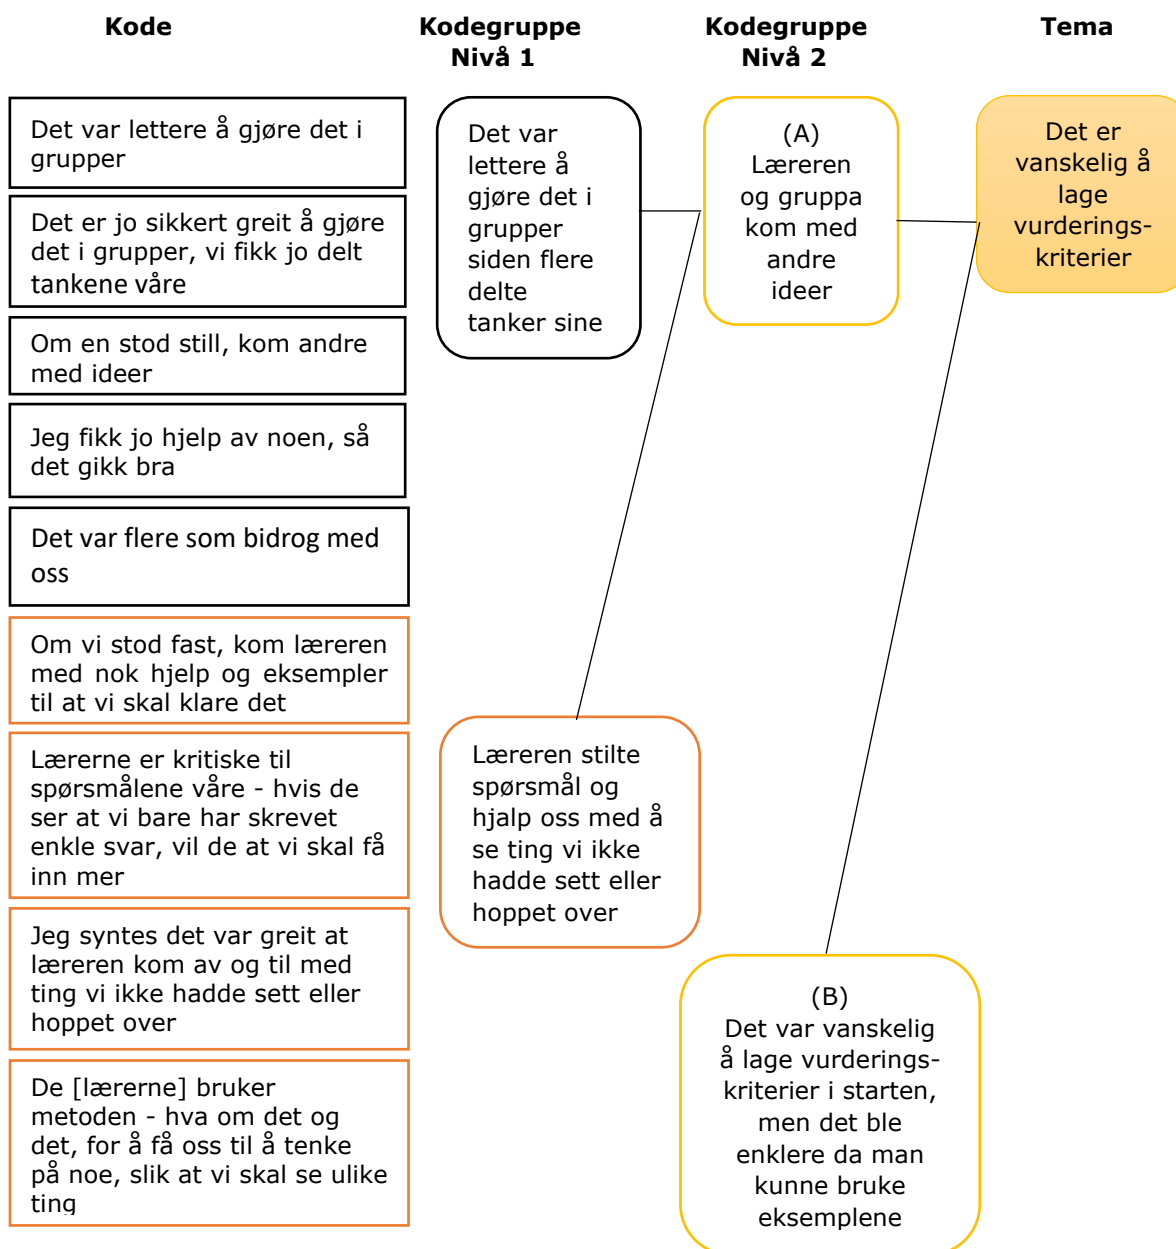 Kode
Kodegruppe
Nivå 1
Kodegruppe
Nivå 2
Tema
Det var lettere å gjøre det i
grupper
Det er jo sikkert greit å gjøre
det i grupper, vi fikk jo delt
tankene våre
Om en stod still, kom andre
med ideer
Jeg fikk jo hjelp av noen, så
det gikk bra
Det var flere som bidrog med
oss
Om vi stod fast, kom læreren
med nok hjelp og eksempler
til at vi skal klare det
Lærerne er kritiske til
spørsmålene våre - hvis de
ser at vi bare har skrevet
enkle svar, vil de at vi skal få
inn mer
Jeg syntes det var greit at
læreren kom av og til med
ting vi ikke hadde sett eller
hoppet over
De [lærerne] bruker
metoden - hva om det og
det, for å få oss til å tenke
på noe, slik at vi skal se ulike
ting
Det var
lettere å
gjøre det i
grupper
siden flere
delte
tanker sine
Læreren stilte
spørsmål og
hjalp oss med å
se ting vi ikke
hadde sett eller
hoppet over
(A)
Læreren
og gruppa
kom med
andre
ideer
(B)
Det var vanskelig
å lage vurderings-
kriterier i starten,
men det ble
enklere da man
kunne bruke
eksemplene
Det er
vanskelig å
lage
vurderings-
kriterier